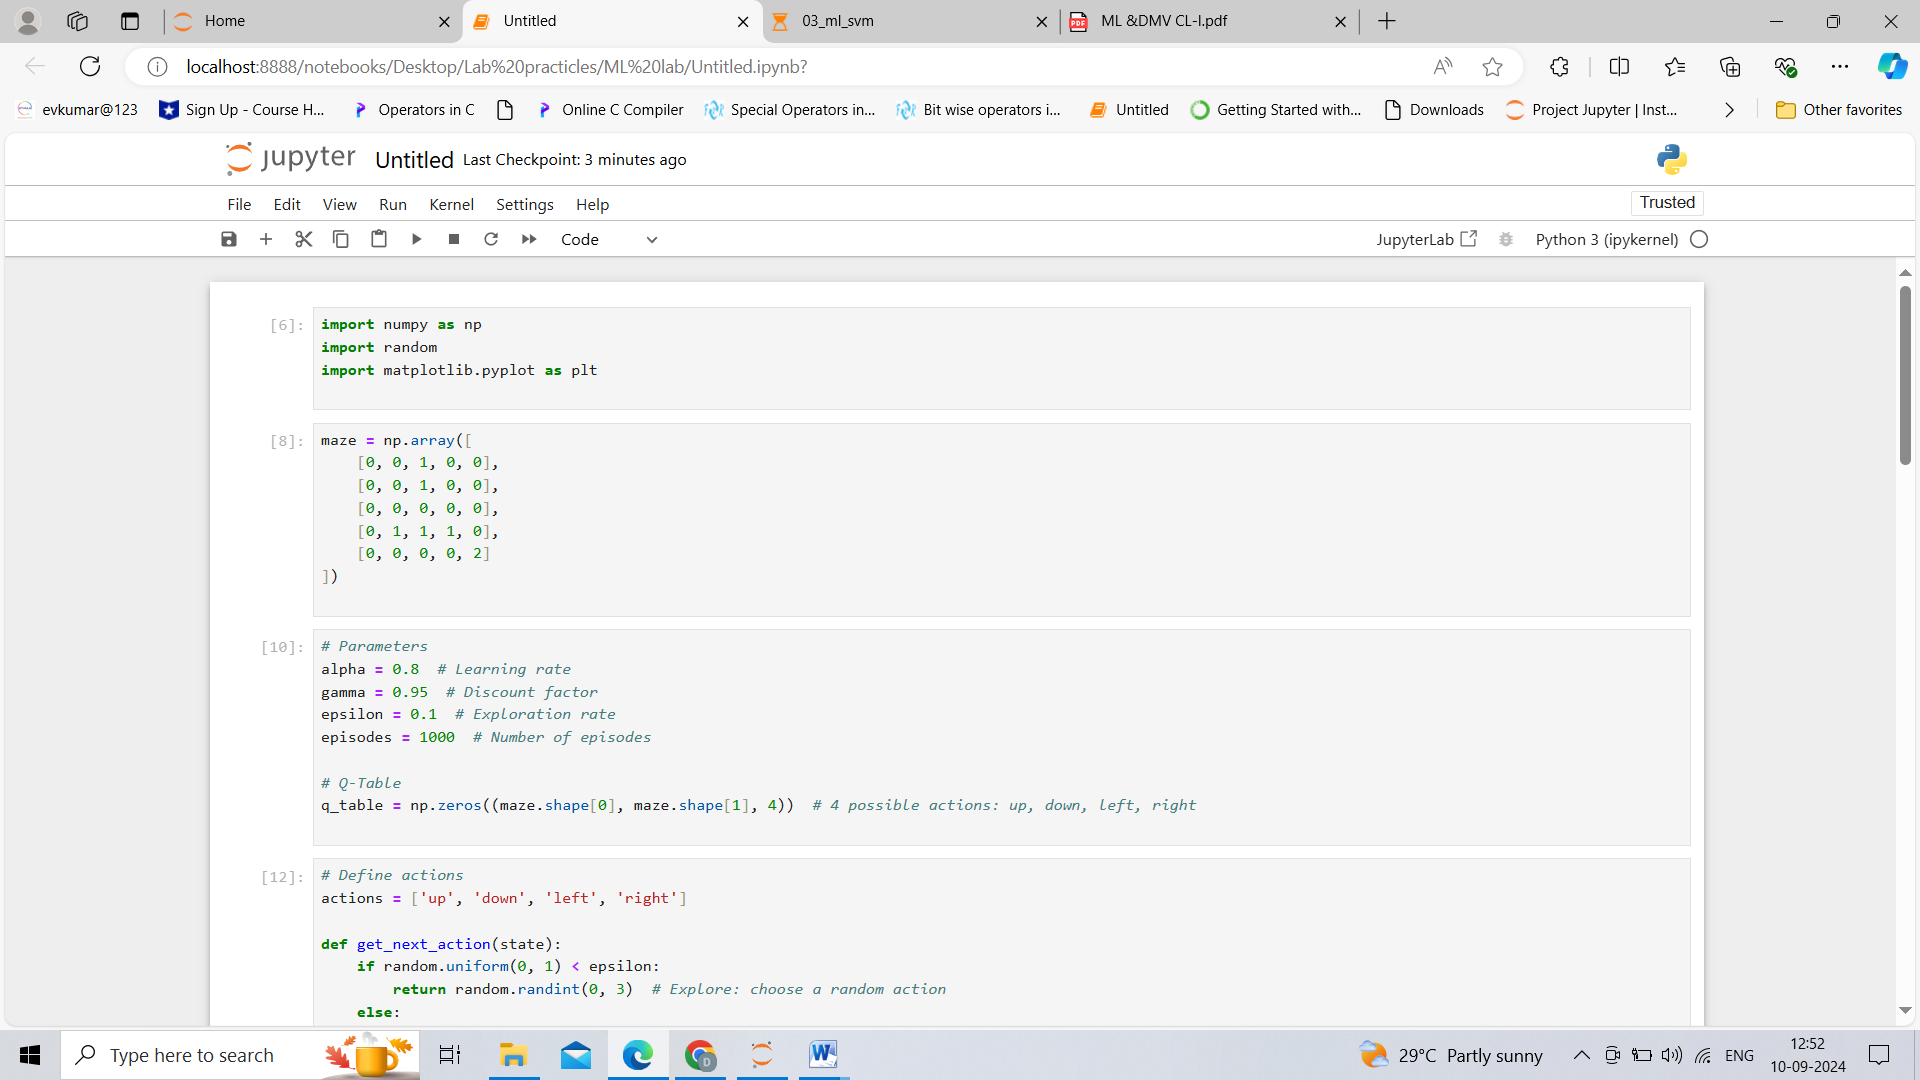 Home
Untitled
03_ml_svm
ML &DMV CL-I.pdf
localhost:8888/notebooks/Desktop/Lab%20practicles/ML%20lab/Untitled.ipynb?
evkumar@123
Sign Up - Course H...
Operators in C
Online C Compiler
Special Operators in...
Bit wise operators i...
Untitled
Getting Started with...
Downloads
Project Jupyter | Inst...
Other favorites
jupyter Untitled Last Checkpoint: 3 minutes ago
File Edit View Run Kernel Settings Help
Trusted
Code
JupyterLab
Python 3 (ipykernel)
[6]:
import numpy as np
import random
import matplotlib.pyplot as plt
[8]:
maze = np.array([
    [0, 0, 1, 0, 0],
    [0, 0, 1, 0, 0],
    [0, 0, 0, 0, 0],
    [0, 1, 1, 1, 0],
    [0, 0, 0, 0, 2]
])
[10]:
# Parameters
alpha = 0.8  # Learning rate
gamma = 0.95  # Discount factor
epsilon = 0.1  # Exploration rate
episodes = 1000  # Number of episodes
# Q-Table
q_table = np.zeros((maze.shape[0], maze.shape[1], 4))  # 4 possible actions: up, down, left, right
[12]:
# Define actions
actions = ['up', 'down', 'left', 'right']
def get_next_action(state):
    if random.uniform(0, 1) < epsilon:
        return random.randint(0, 3)  # Explore: choose a random action
    else:
Type here to search
29°C Partly sunny
ENG
12:52
10-09-2024